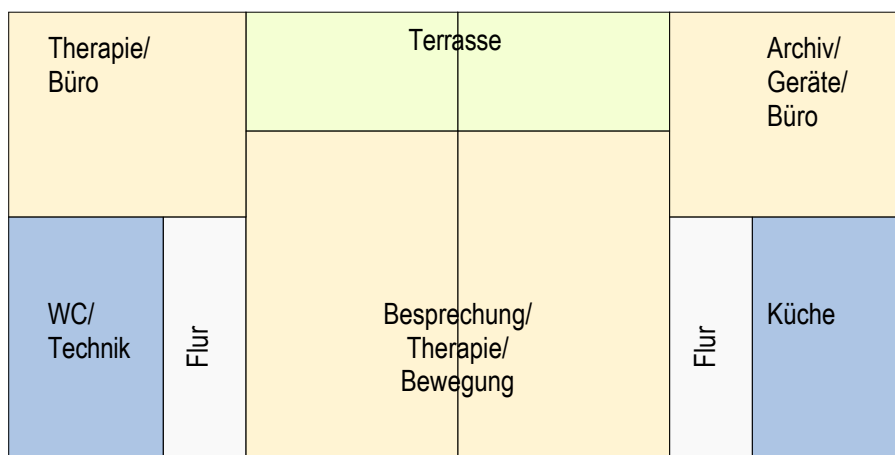 Therapie/
Büro
Terrasse
Archiv/
Geräte/
Büro
WC/
Technik
Flur
Besprechung/
Therapie/
Bewegung
Flur
Küche